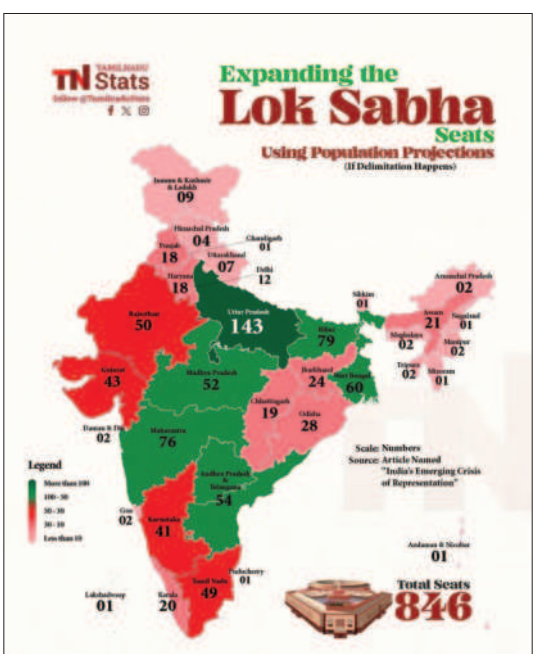 TAMILNADU
TN Stats
follow @TamilnaduStats
Expanding the
Lok Sabha
Seats
Using Population Projections
(If Delimitation Happens)
Jammu & Kashmir
& Ladakh
09
Himachal Pradesh
04
Chandigarh
01
Punjab
18
Uttarakhand
07
Haryana
18
Delhi
12
Arunachal Pradesh
02
Sikkim
01
Rajasthan
50
Uttar Pradesh
143
Bihar
79
Assam
21
Nagaland
01
Meghalaya
02
Manipur
02
Tripura
02
Mizoram
01
Gujarat
43
Madhya Pradesh
52
Jharkhand
24
West Bengal
60
Chhattisgarh
19
Odisha
28
Daman & Diu
02
Maharastra
76
Scale: Numbers
Source: Article Named
"India's Emerging Crisis
of Representation"
Legend
More than 100
100 - 50
50 - 30
30 - 10
Less than 10
Andhra Pradesh
&
Telangana
54
Goa
02
Karnataka
41
Andaman & Nicobar
01
Puducherry
01
Lakshadweep
01
Kerala
20
Tamil Nadu
49
Total Seats
846